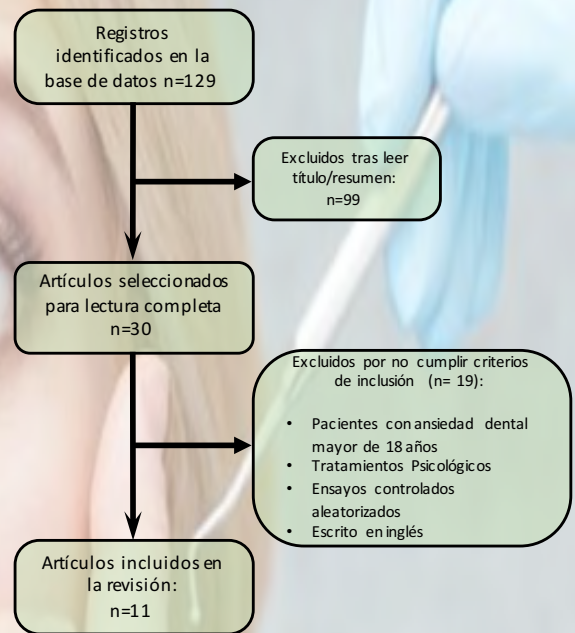 Registros
identificados en la
base de datos n=129
Excluidos tras leer
título/resumen:
n=99
Artículos seleccionados
para lectura completa
n=30
Excluidos por no cumplir criterios
de inclusión (n= 19):
• Pacientes con ansiedad dental
mayor de 18 años
• Tratamientos Psicológicos
• Ensayos controlados
aleatorizados
• Escrito en inglés
Artículos incluidos en
la revisión:
n=11